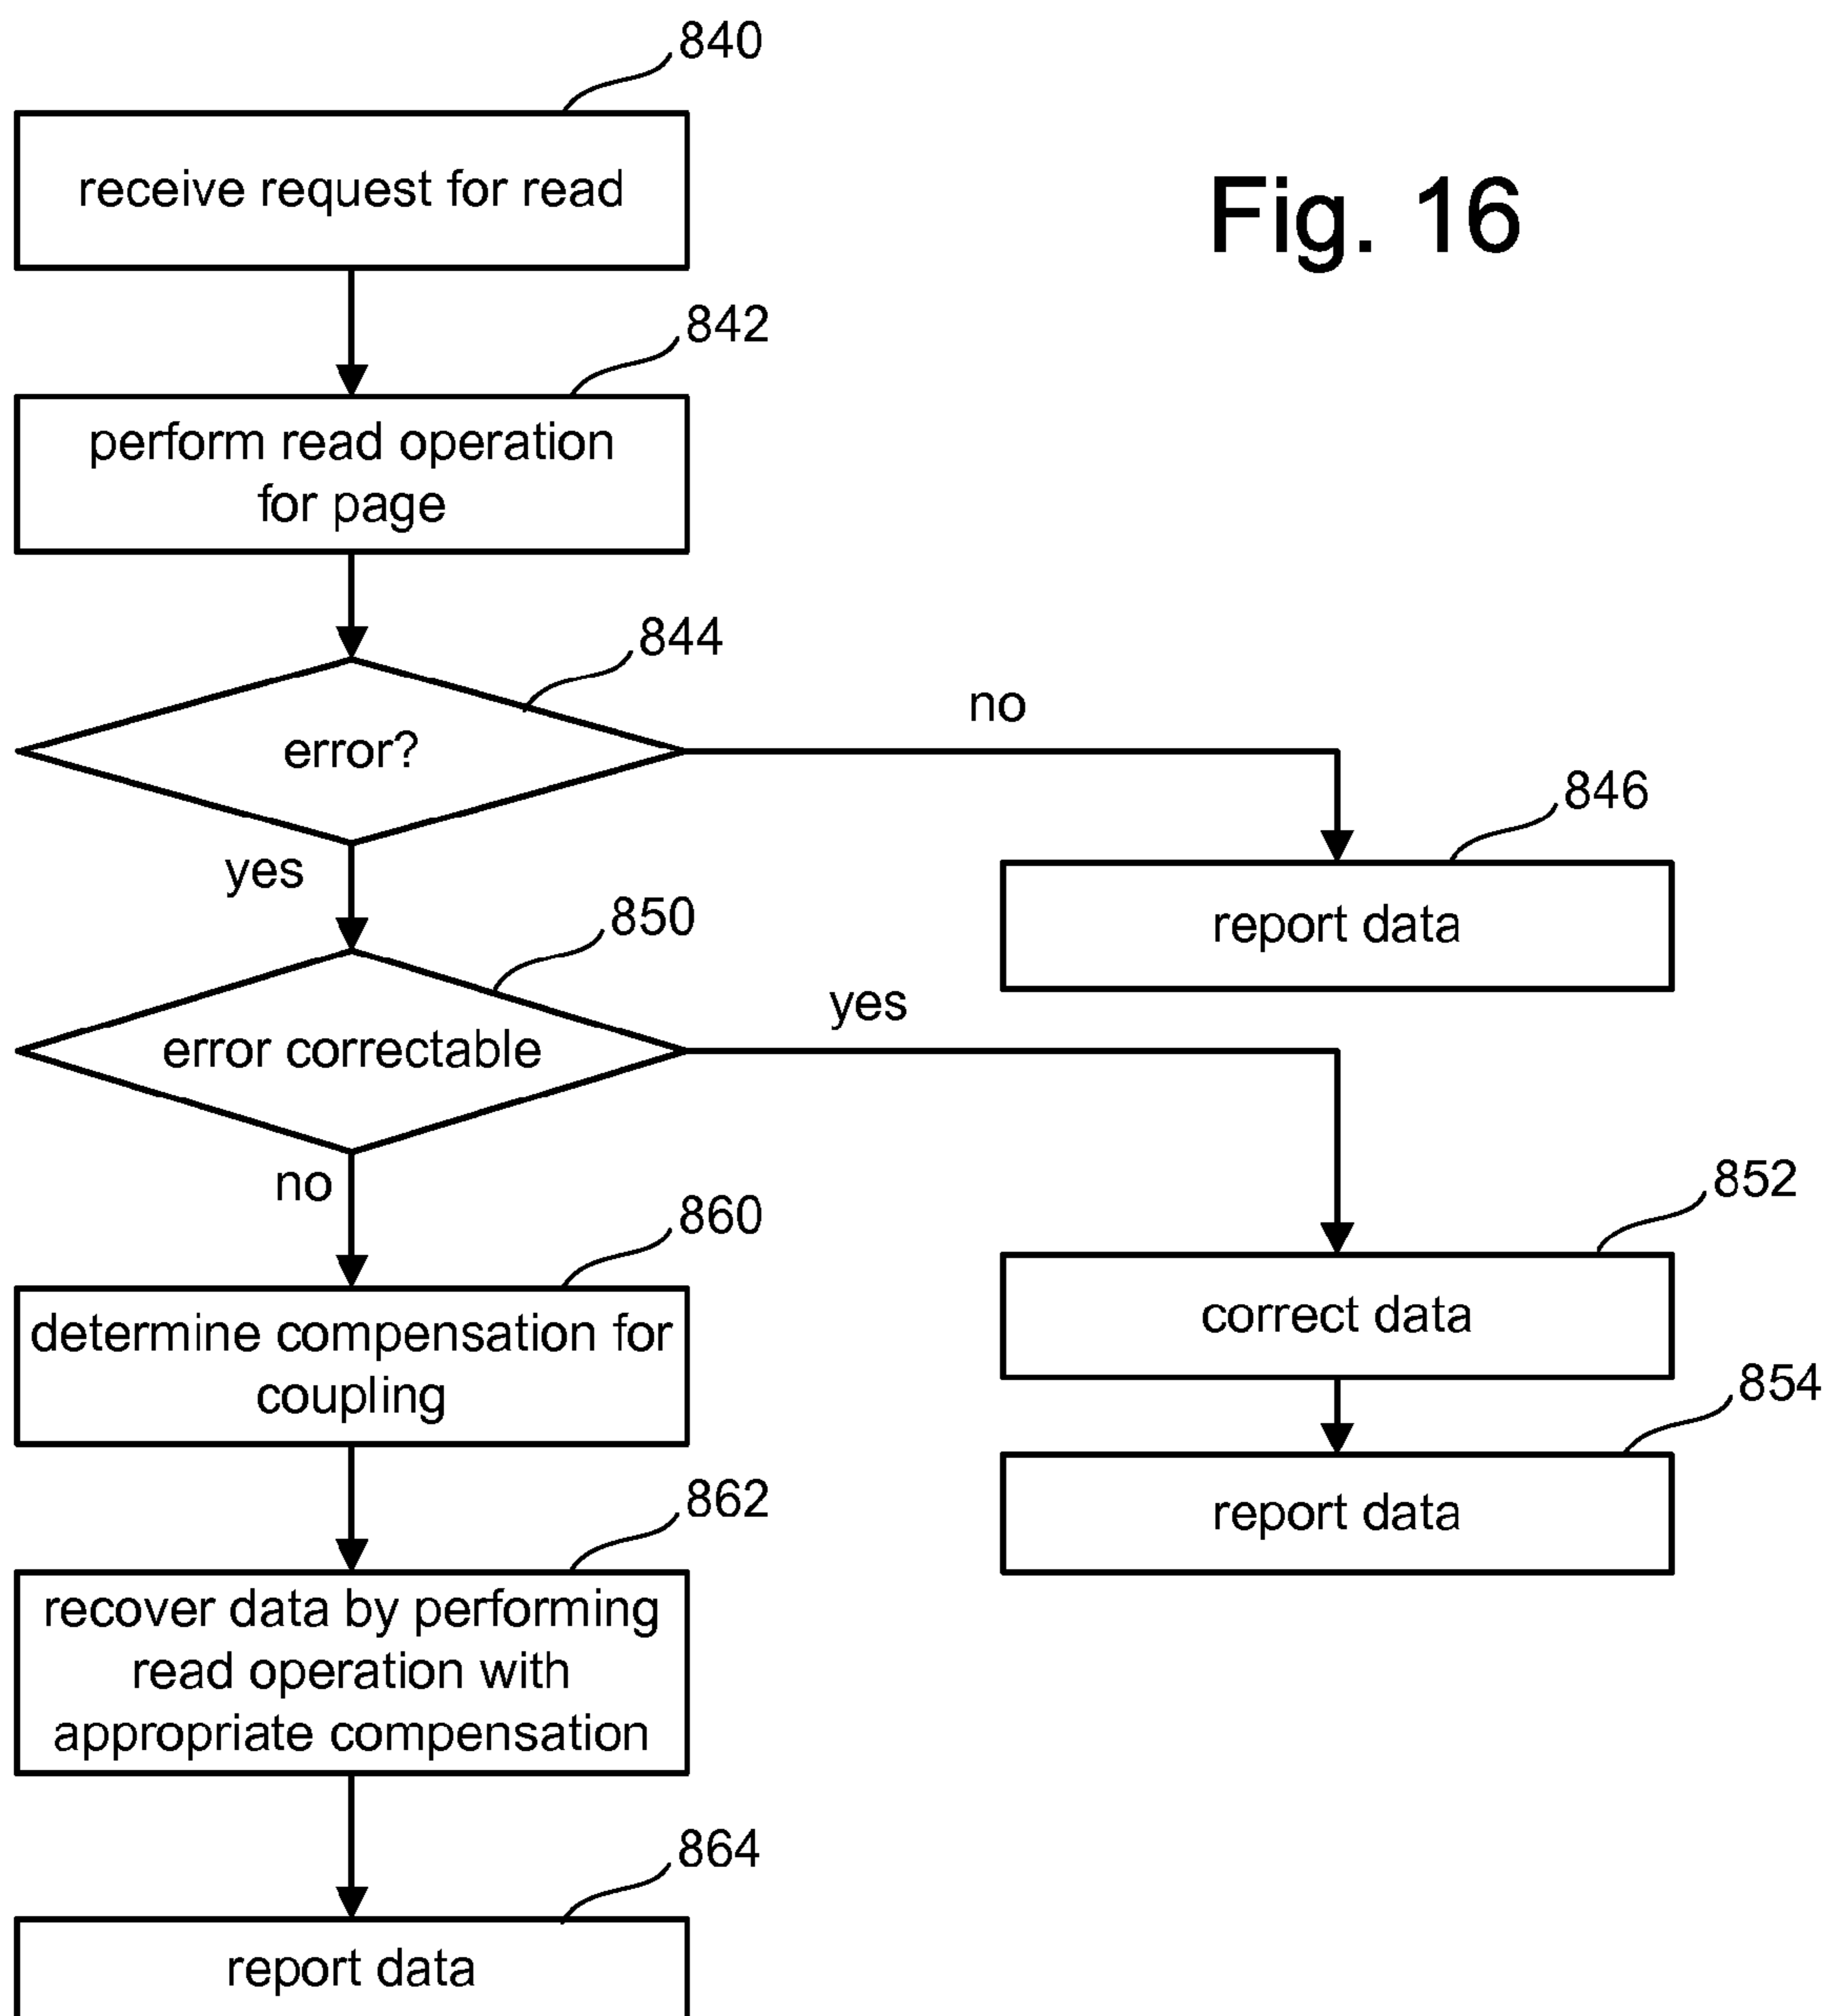 840
receive request for read
Fig. 16
842
perform read operation
for page
844
error?
no
846
report data
yes
850
error correctable
yes
852
correct data
854
report data
no
860
determine compensation for
coupling
862
recover data by performing
read operation with
appropriate compensation
864
report data